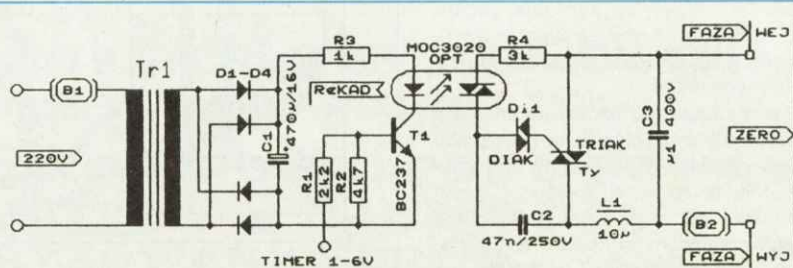 FAZA WEJ
R3
1k
MOC3020
OPT
R4
3k
Tr1
D1-D4
(B1)
ReKAD
C1
470µ/16V
220V
T1
BC237
R1
2k2
R2
4k7
Di1
DIAK
TRIAK
Ty
C3
400V
µ1
ZERO
C2
47n/250V
L1
10µ
(B2)
TIMER 1-6V
FAZA WYJ